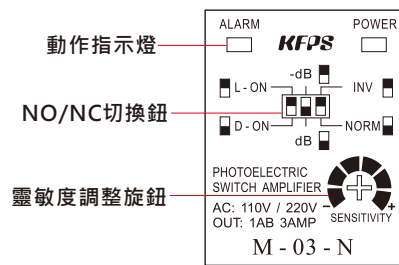 ALARM
POWER
動作指示燈
KFPS
-dB
L - ON
INV
NO/NC切換鈕
D - ON
NORM
dB
PHOTOELECTRIC
SWITCH AMPLIFIER
靈敏度調整旋鈕
AC: 110V / 220V
- +
OUT: 1AB 3AMP
SENSITIVITY
M - 03 - N